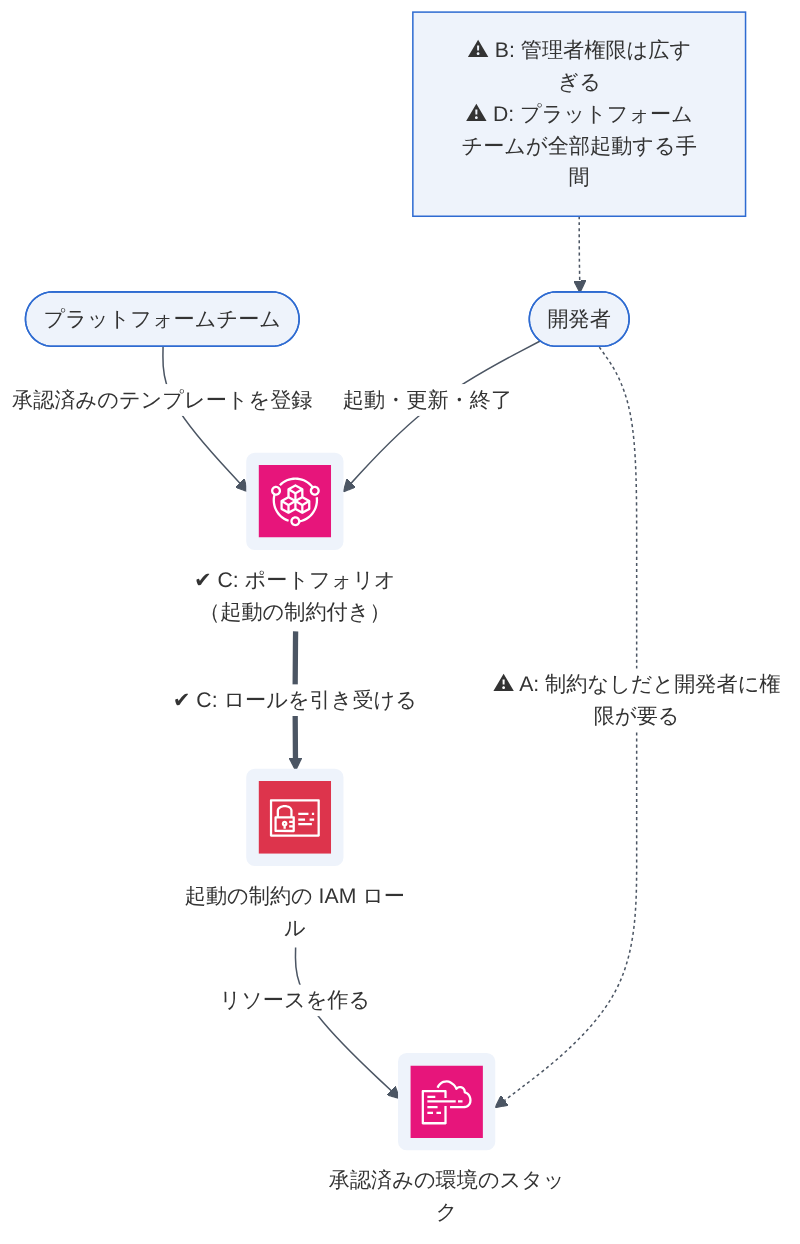 ⚠ B: 管理者権限は広す
ぎる
⚠ D: プラットフォーム
チームが全部起動する手
間
プラットフォームチーム
開発者
承認済みのテンプレートを登録
起動・更新・終了
✔ C: ポートフォリオ
（起動の制約付き）
⚠ A: 制約なしだと開発者に権
限が要る
✔ C: ロールを引き受ける
起動の制約の IAM ロー
ル
リソースを作る
承認済みの環境のスタッ
ク